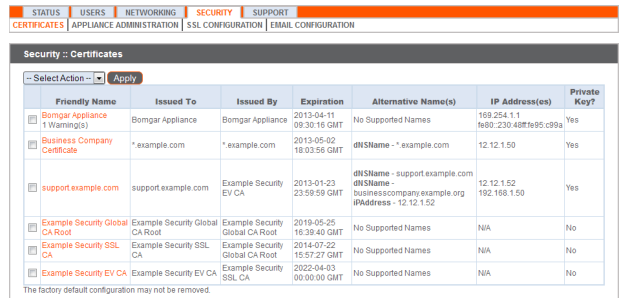 STATUS USERS NETWORKING SECURITY SUPPORT
CERTIFICATES APPLIANCE ADMINISTRATION SSL CONFIGURATION EMAIL CONFIGURATION
Security :: Certificates
-- Select Action -- Apply
Friendly Name Issued To Issued By Expiration Alternative Name(s) IP Address(es) Private Key?
Bomgar Appliance
1 Warning(s)
Bomgar Appliance
Bomgar Appliance
2013-04-11
09:30:16 GMT
No Supported Names
169.254.1.1
fe80::230:48ff:fe95:c99a
Yes
Business Company
Certificate
*.example.com
*.example.com
2013-05-02
18:03:56 GMT
dNSName - *.example.com
12.12.1.50
Yes
support.example.com
support.example.com
Example Security
EV CA
2013-01-23
23:59:59 GMT
dNSName - support.example.com
dNSName -
businesscompany.example.org
iPAddress - 12.12.1.52
12.12.1.52
192.168.1.50
Yes
Example Security Global
CA Root
Example Security Global
CA Root
Example Security
Global CA Root
2019-05-25
16:39:40 GMT
No Supported Names
N/A
No
Example Security SSL
CA
Example Security SSL
CA
Example Security
Global CA Root
2014-07-22
15:57:27 GMT
No Supported Names
N/A
No
Example Security EV CA
Example Security EV CA
Example Security
SSL CA
2022-04-03
00:00:00 GMT
No Supported Names
N/A
No
The factory default configuration may not be removed.